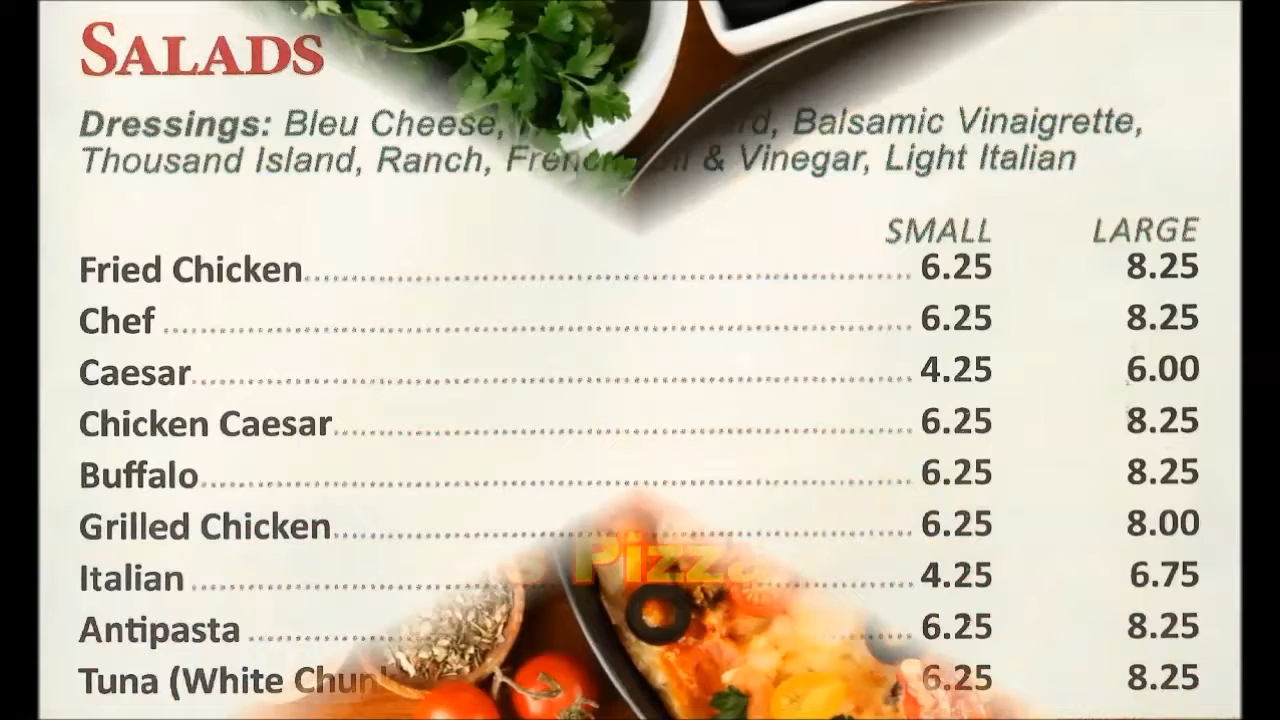 SALADS
Dressings: Bleu Cheese, Balsamic Vinaigrette,
Thousand Island, Ranch, French, & Vinegar, Light Italian
SMALL LARGE
Fried Chicken 6.25 8.25
Chef 6.25 8.25
Caesar 4.25 6.00
Chicken Caesar 6.25 8.25
Buffalo 6.25 8.25
Grilled Chicken 6.25 8.00
Pizza
Italian 4.25 6.75
Antipasta 6.25 8.25
Tuna (White 6.25 8.25